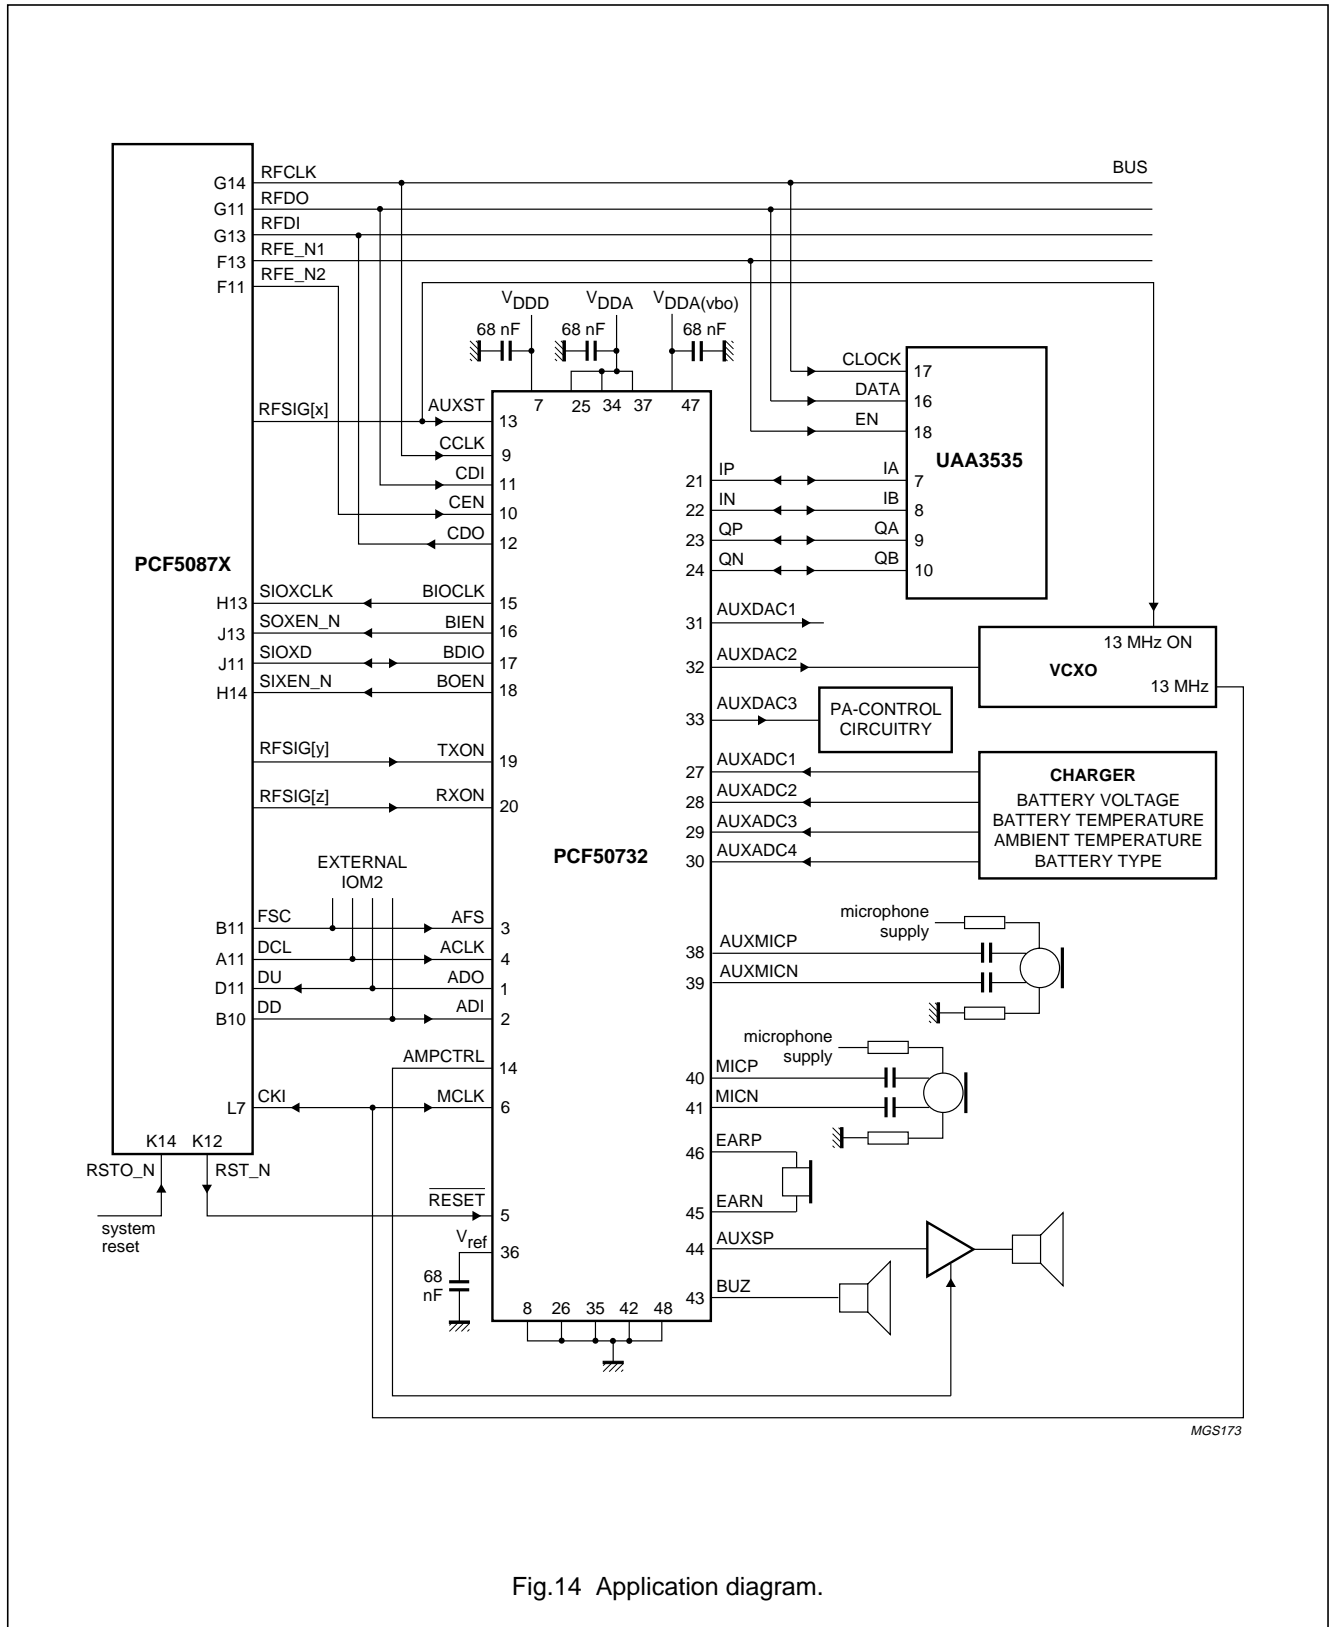 RFCLK
BUS
G14
RFDO
G11
RFDI
G13
RFE_N1
F13
RFE_N2
F11
VDDD
VDDA
VDDA(vbo)
68 nF
68 nF
68 nF
CLOCK
17
DATA
16
EN
18
UAA3535
7
25
34
37
47
RFSIG[x]
AUXST
13
CCLK
9
CDI
11
CEN
10
CDO
12
21
IP
IA
7
22
IN
IB
8
23
QP
QA
9
24
QN
QB
10
PCF5087X
H13
SIOXCLK
BIOCLK
15
J13
SOXEN_N
BIEN
16
J11
SIOXD
BDIO
17
H14
SIXEN_N
BOEN
18
31
AUXDAC1
32
AUXDAC2
13 MHz ON
VCXO
13 MHz
33
AUXDAC3
PA-CONTROL
CIRCUITRY
RFSIG[y]
TXON
19
RFSIG[z]
RXON
20
27
AUXADC1
28
AUXADC2
29
AUXADC3
30
AUXADC4
CHARGER
BATTERY VOLTAGE
BATTERY TEMPERATURE
AMBIENT TEMPERATURE
BATTERY TYPE
PCF50732
EXTERNAL
IOM2
B11
FSC
AFS
3
A11
DCL
ACLK
4
D11
DU
ADO
1
B10
DD
ADI
2
microphone
supply
38
AUXMICP
39
AUXMICN
AMPCTRL
14
L7
CKI
MCLK
6
microphone
supply
40
MICP
41
MICN
K14
K12
RSTO_N
RST_N
system
reset
RESET
5
46
EARP
45
EARN
Vref
36
68
nF
44
AUXSP
43
BUZ
8
26
35
42
48
MGS173
Fig.14 Application diagram.